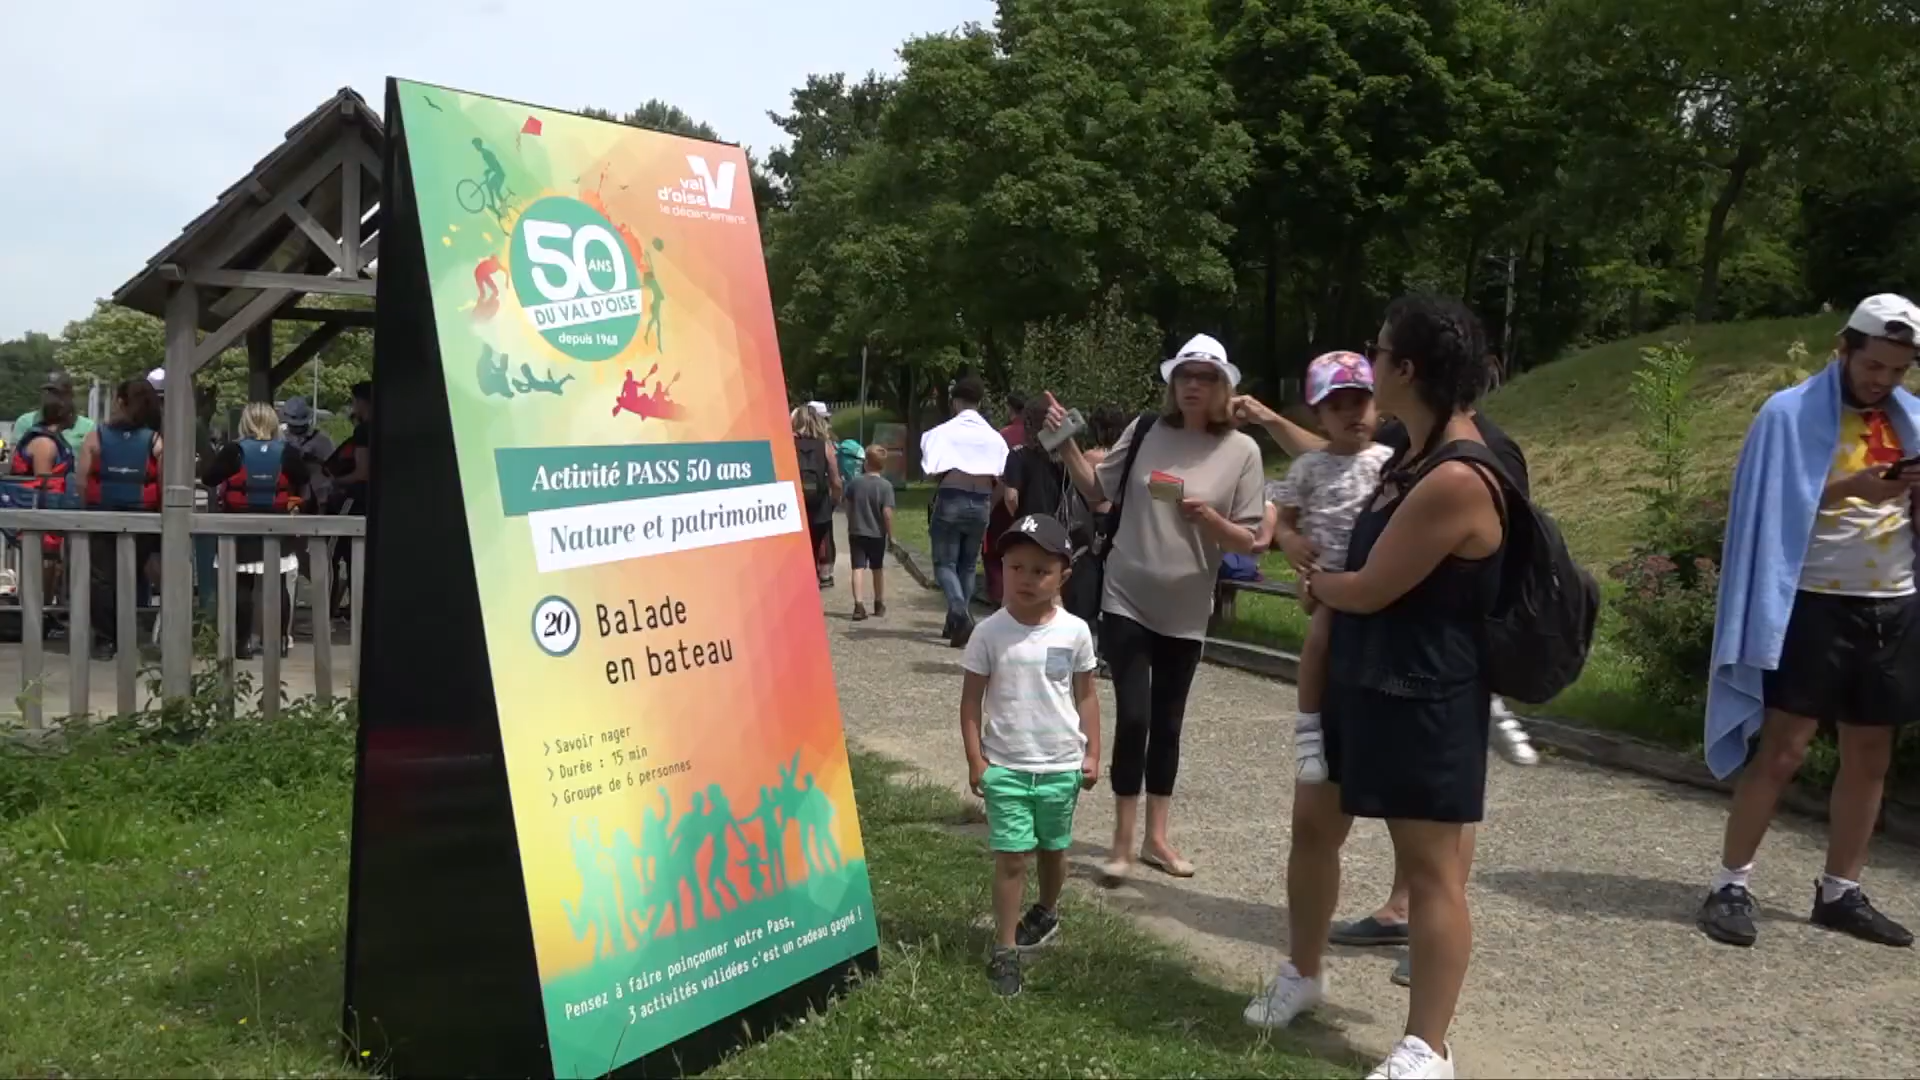 val
d'oise
le département
50
ANS
DU VAL D'OISE
depuis 1968
Activité PASS 50 ans
Nature et patrimoine
20 Balade
en bateau
> Savoir nager
> Durée : 15 min
> Groupe de 6 personnes
Pensez à faire poinçonner votre Pass,
3 activités validées c'est un cadeau gagné !
LA